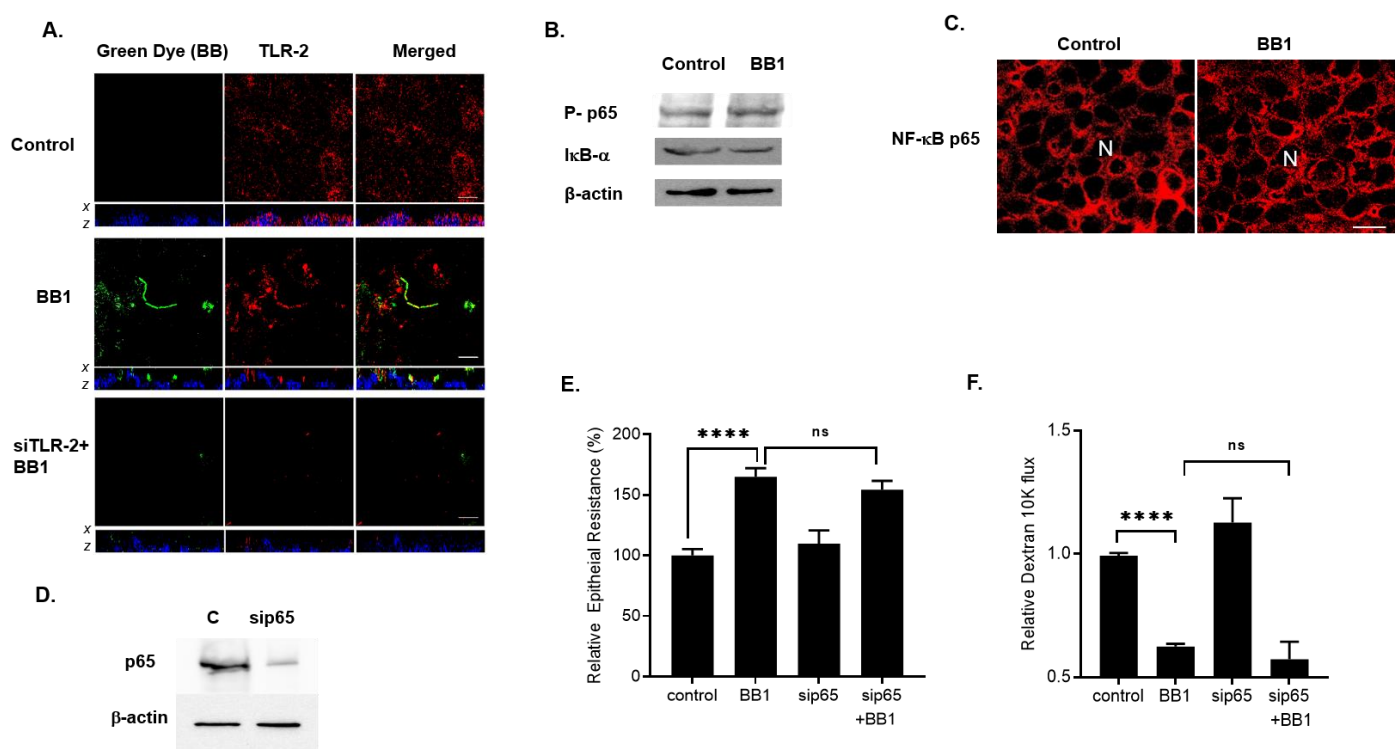 A.
Green Dye (BB) TLR-2 Merged
Control
x
z
BB1
x
z
siTLR-2+
BB1
x
z
B.
Control BB1
P- p65
IκB-α
β-actin
C.
Control BB1
NF-κB p65
N N
D.
C sip65
p65
β-actin
E.
Relative Epitheial Resistance (%)
200
150
100
50
0
**** ns
control BB1 sip65 sip65
+BB1
F.
Relative Dextran 10K flux
1.5
1.0
0.5
**** ns
control BB1 sip65 sip65
+BB1